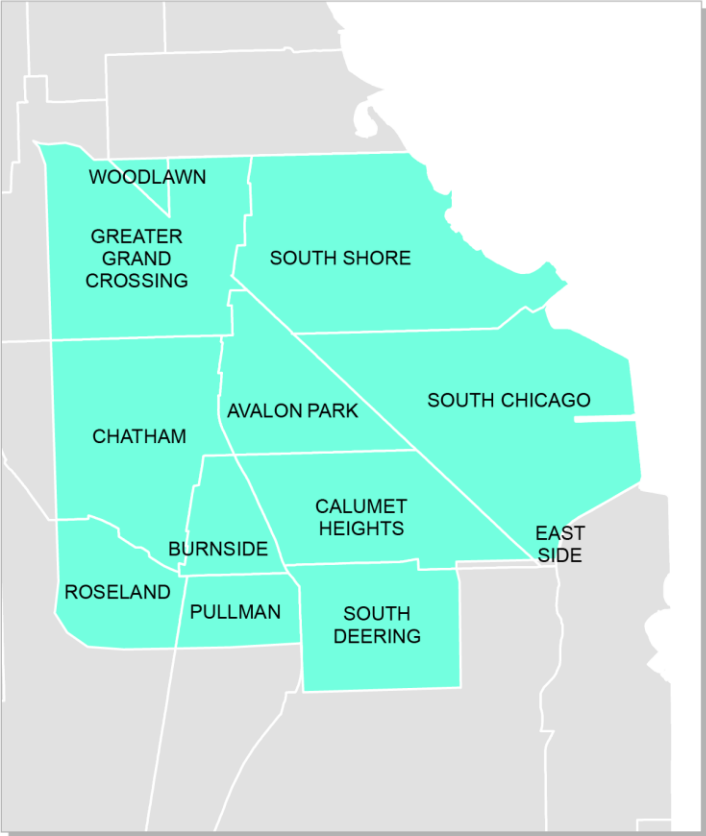 WOODLAWN
GREATER
GRAND
CROSSING
SOUTH SHORE
SOUTH CHICAGO
AVALON PARK
CHATHAM
CALUMET
HEIGHTS
EAST
SIDE
BURNSIDE
ROSELAND
PULLMAN
SOUTH
DEERING